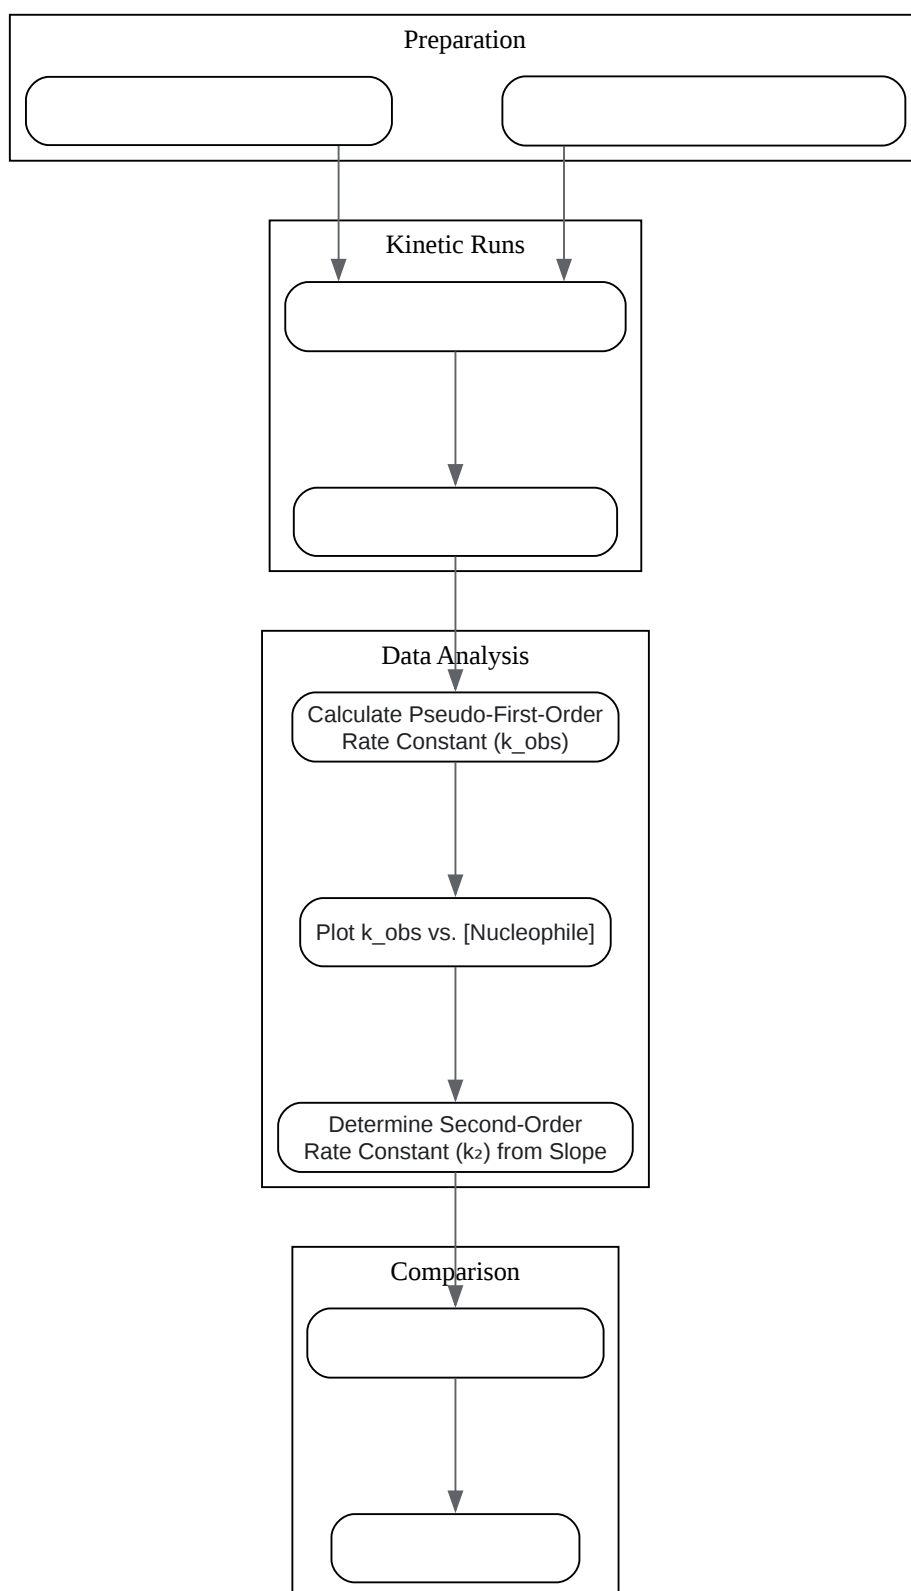 Preparation
Kinetic Runs
Data Analysis
Calculate Pseudo-First-Order
Rate Constant (k_obs)
Plot k_obs vs. [Nucleophile]
Determine Second-Order
Rate Constant (k₂) from Slope
Comparison